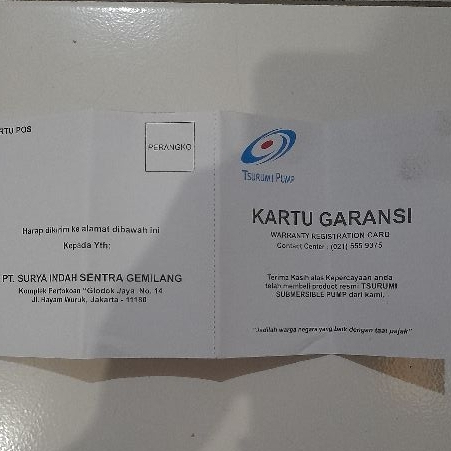 RTU POS
PERANGKO
Harap dikirim ke alamat dibawah ini
Kepada Yth:
PT. SURYA INDAH SENTRA GEMILANG
Komplek Pertokoan "Glodok Jaya, No. 14
Jl. Hayam Wuruk, Jakarta - 11180
TSURUMI PUMP
KARTU GARANSI
WARRANTY REGISTRATION CARD
Contact Center : (021) 555 9375
Terima Kasih atas Kepercayaan anda
telah membeli product resmi TSURUMI
SUBMERSIBLE PUMP dari kami.
"Jadilah warga negara yang baik dengan taat pajak"